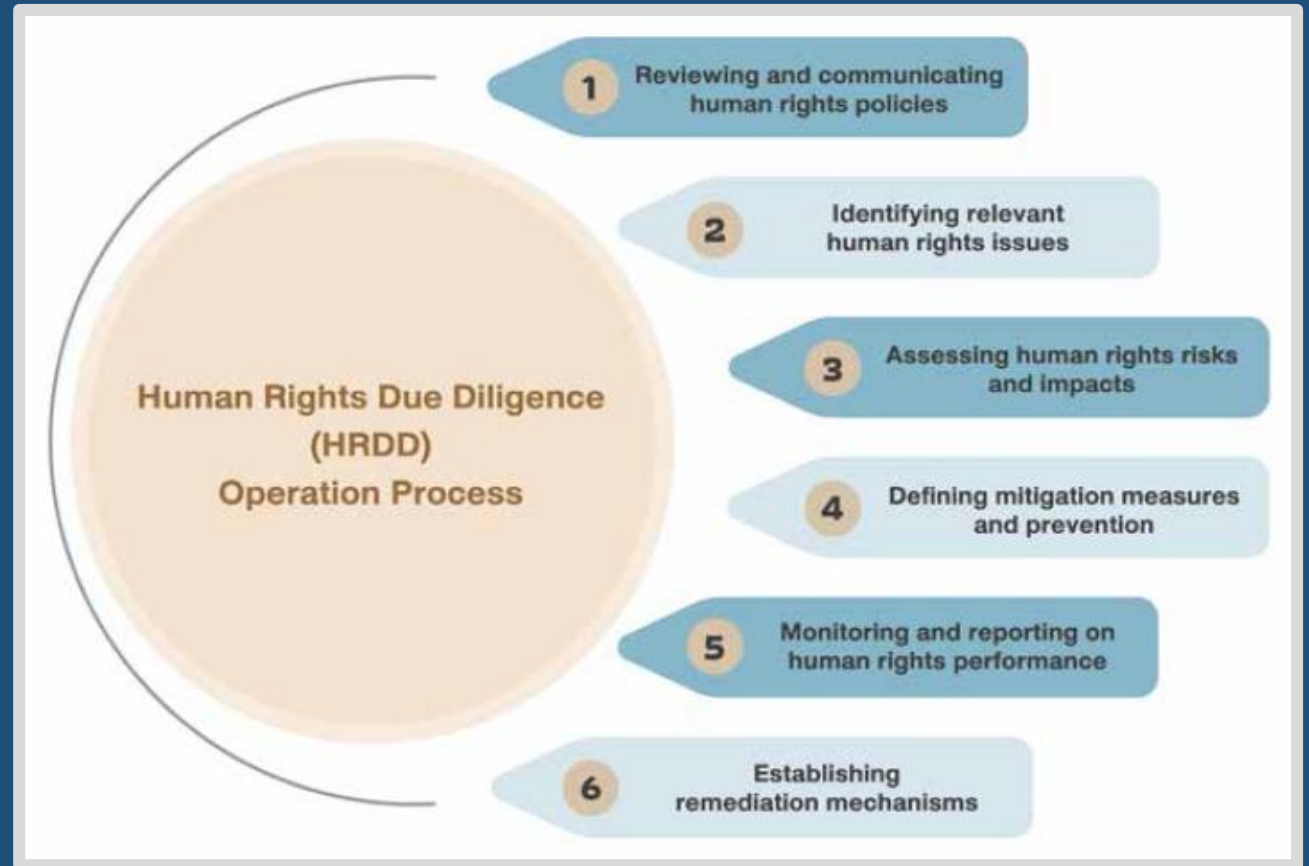 Human Rights Due Diligence
(HRDD)
Operation Process
1
Reviewing and communicating
human rights policies
2
Identifying relevant
human rights issues
3
Assessing human rights risks
and impacts
4
Defining mitigation measures
and prevention
5
Monitoring and reporting on
human rights performance
6
Establishing
remediation mechanisms